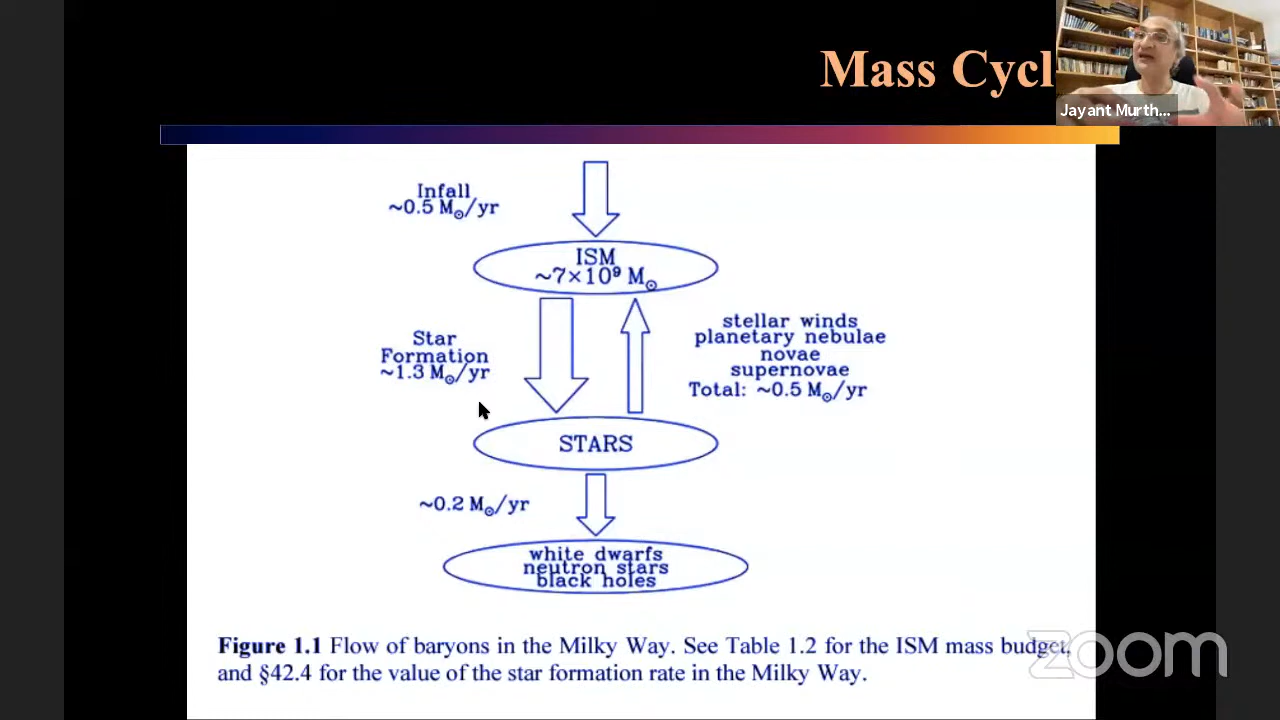 Mass Cycl
Jayant Murth...
Infall
~0.5 M⊙/yr
ISM
~7×10⁹ M⊙
Star
Formation
~1.3 M⊙/yr
stellar winds
planetary nebulae
novae
supernovae
Total: ~0.5 M⊙/yr
STARS
~0.2 M⊙/yr
white dwarfs
neutron stars
black holes
Figure 1.1 Flow of baryons in the Milky Way. See Table 1.2 for the ISM mass budget,
and §42.4 for the value of the star formation rate in the Milky Way.
zoom